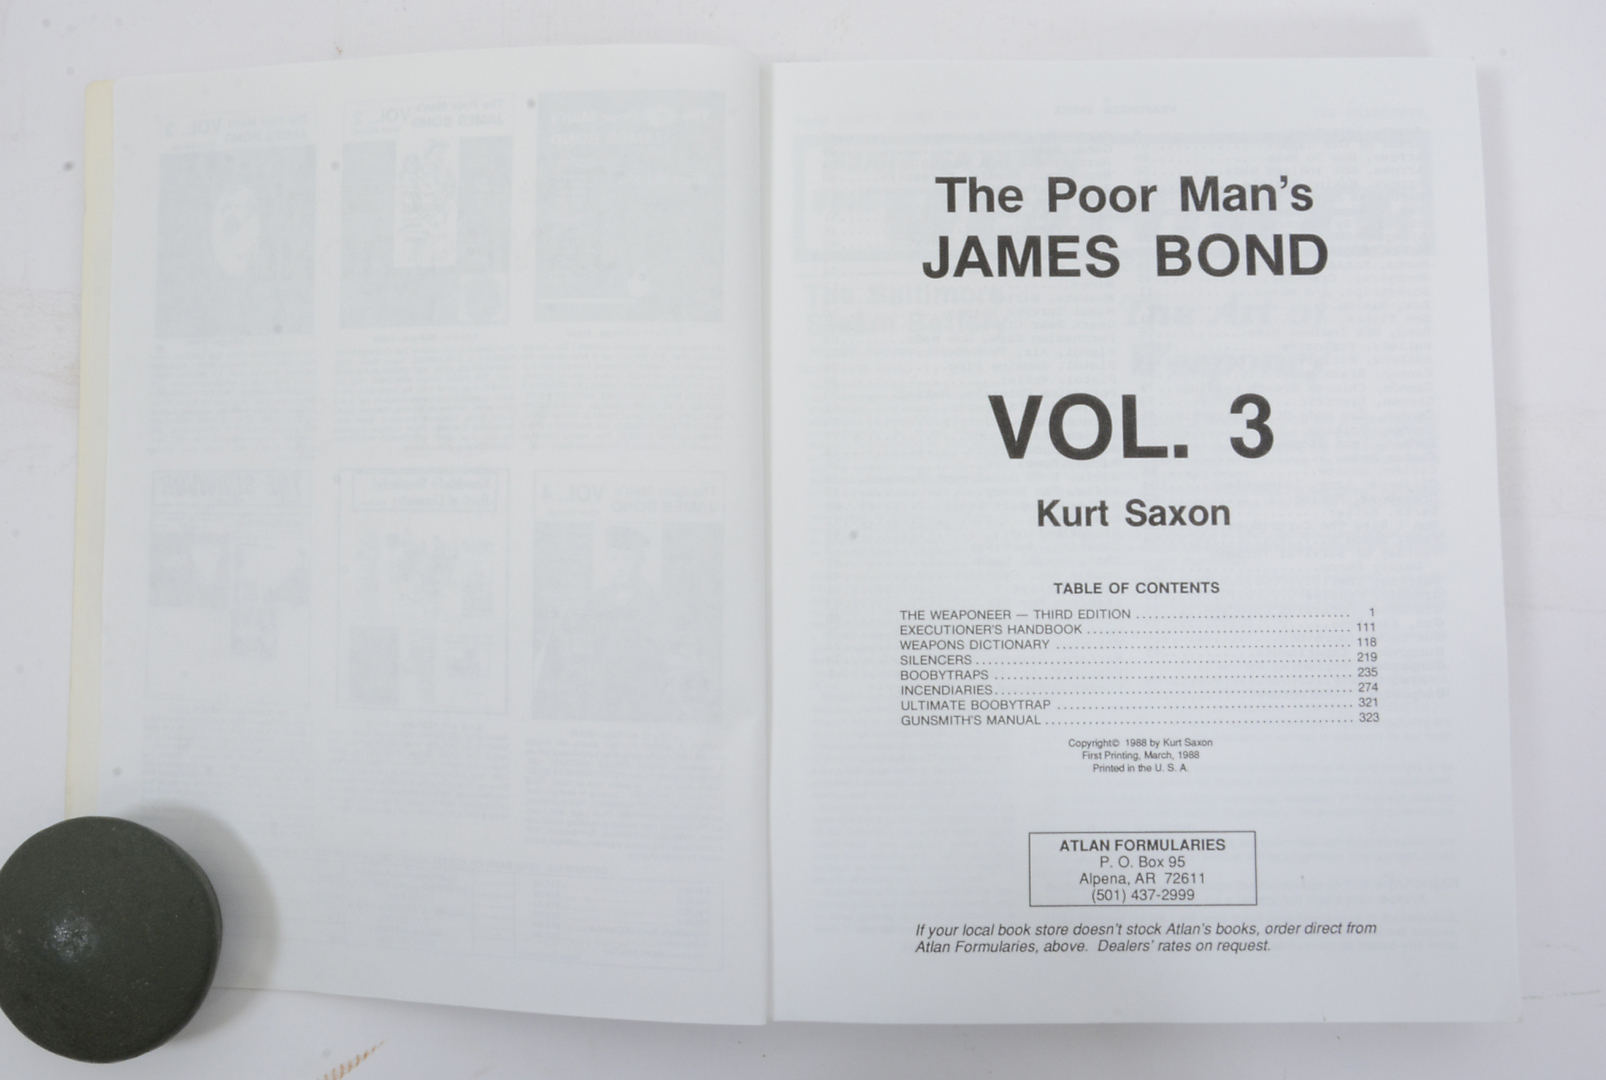 The Poor Man's
JAMES BOND
VOL. 3
Kurt Saxon
TABLE OF CONTENTS
THE WEAPONEER — THIRD EDITION ................................... 1
EXECUTIONER'S HANDBOOK ........................................... 111
WEAPONS DICTIONARY ................................................ 118
SILENCERS ............................................................. 219
BOOBYTRAPS .......................................................... 235
INCENDIARIES .......................................................... 274
ULTIMATE BOOBYTRAP ................................................ 321
GUNSMITH'S MANUAL .................................................. 323
Copyright© 1988 by Kurt Saxon
First Printing, March, 1988
Printed in the U. S. A.
ATLAN FORMULARIES
P. O. Box 95
Alpena, AR 72611
(501) 437-2999
If your local book store doesn't stock Atlan's books, order direct from
Atlan Formularies, above. Dealers' rates on request.